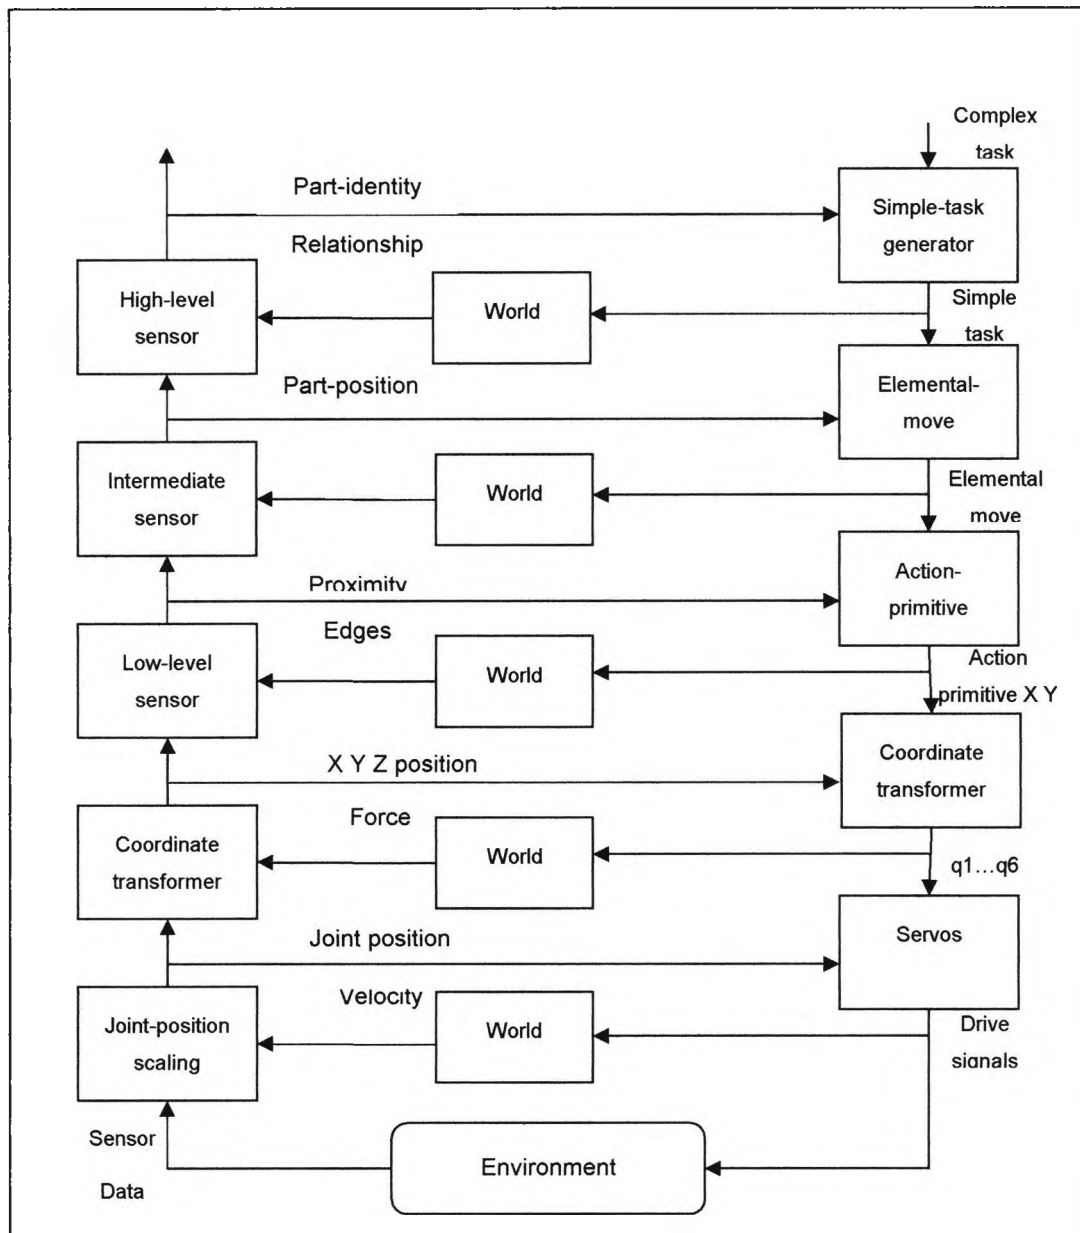 Complex
task
Part-identity
Simple-task
generator
Relationship
High-level
sensor
World
Simple
task
Part-position
Elemental-
move
Intermediate
sensor
World
Elemental
move
Proximity
Action-
primitive
Edges
Low-level
sensor
World
Action
primitive X Y
X Y Z position
Coordinate
transformer
Force
Coordinate
transformer
World
q1...q6
Joint position
Servos
Velocity
Joint-position
scaling
World
Drive
signals
Sensor
Data
Environment